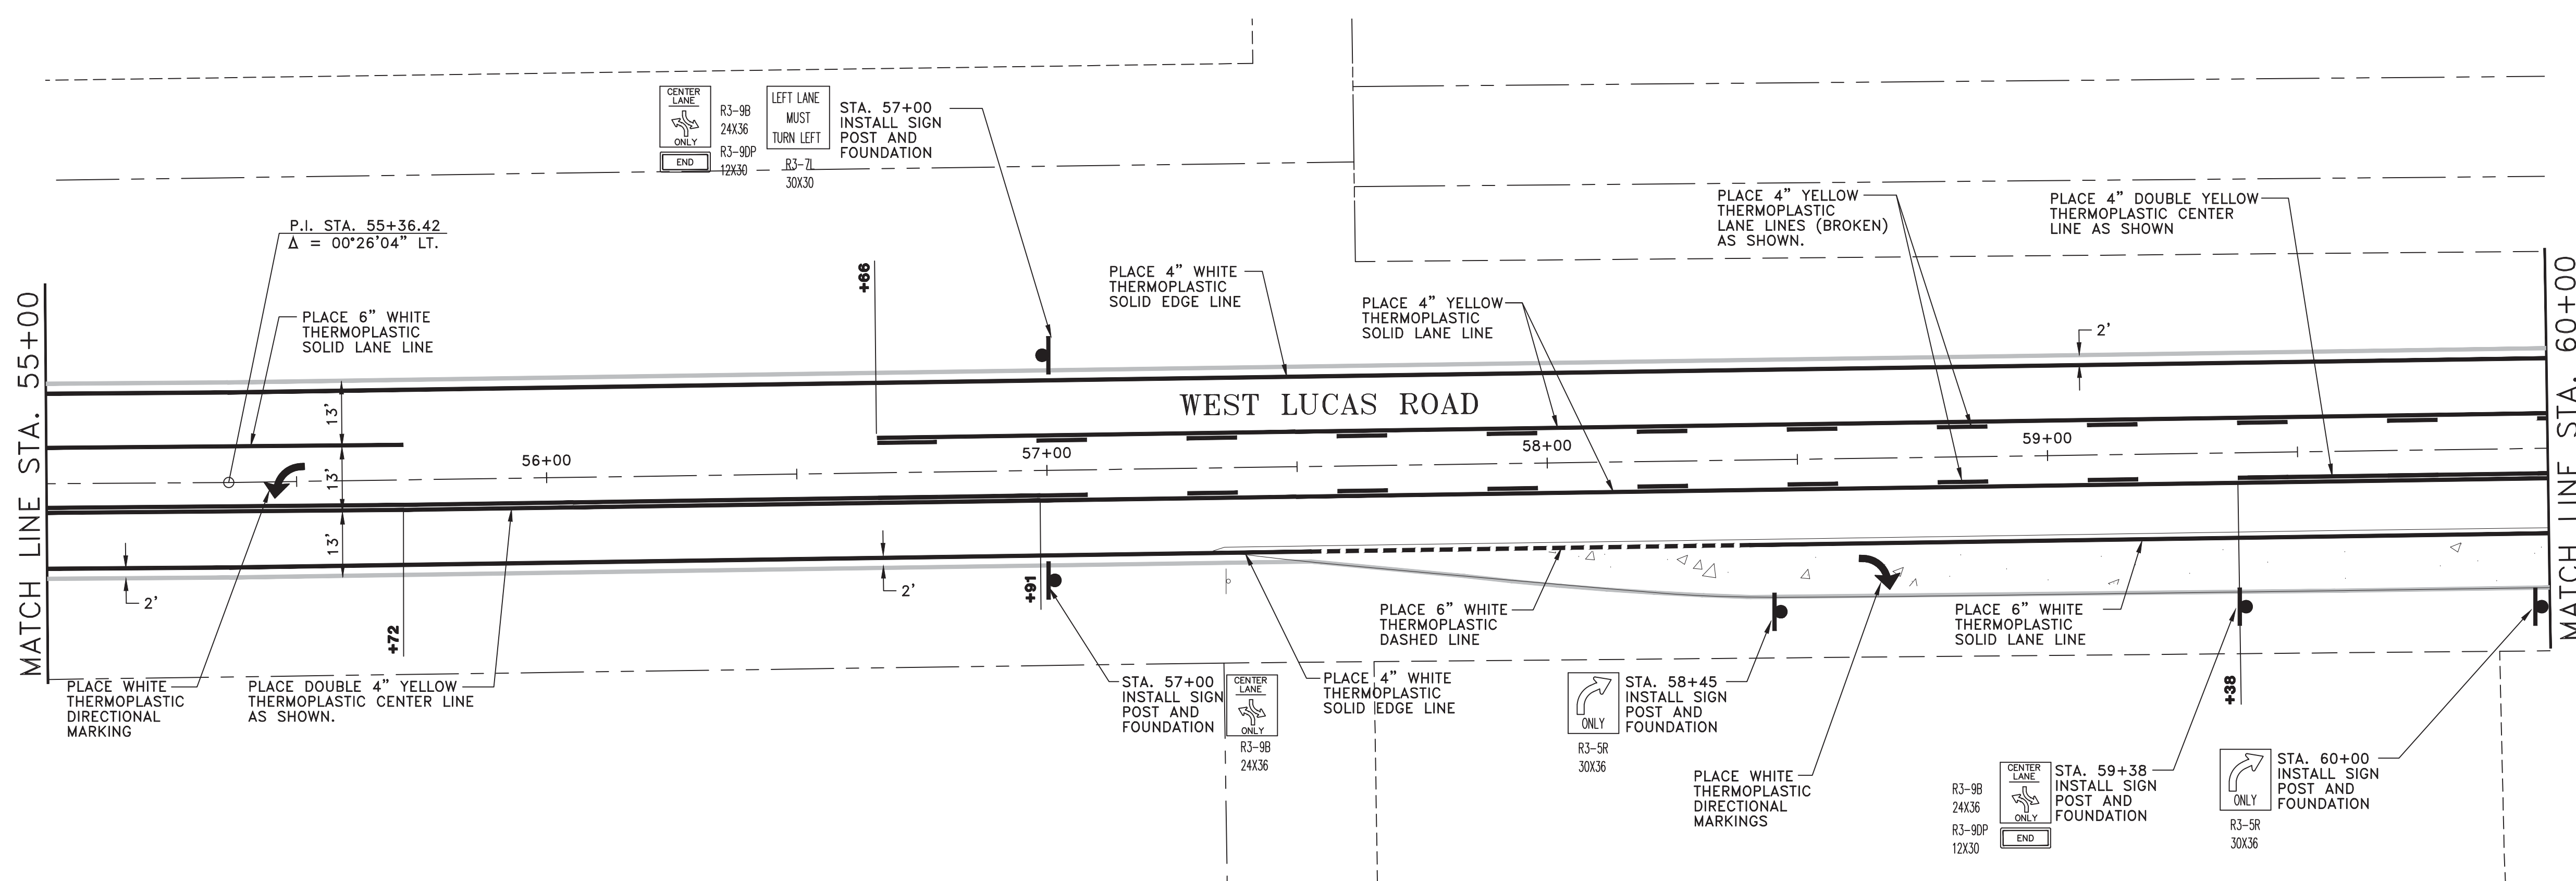 CENTER
LANE
ONLY
END
R3-9B
24X36
R3-9DP
12X30
LEFT LANE
MUST
TURN LEFT
R3-7L
30X30
STA. 57+00
INSTALL SIGN
POST AND
FOUNDATION
P.I. STA. 55+36.42
Δ = 00°26'04" LT.
PLACE 6" WHITE
THERMOPLASTIC
SOLID LANE LINE
+66
PLACE 4" WHITE
THERMOPLASTIC
SOLID EDGE LINE
PLACE 4" YELLOW
THERMOPLASTIC
SOLID LANE LINE
PLACE 4" YELLOW
THERMOPLASTIC
LANE LINES (BROKEN)
AS SHOWN.
PLACE 4" DOUBLE YELLOW
THERMOPLASTIC CENTER
LINE AS SHOWN
2'
MATCH LINE STA. 55+00
MATCH LINE STA. 60+00
WEST LUCAS ROAD
13'
13'
13'
56+00
57+00
58+00
59+00
2'
2'
+72
+91
+38
PLACE WHITE
THERMOPLASTIC
DIRECTIONAL
MARKING
PLACE DOUBLE 4" YELLOW
THERMOPLASTIC CENTER LINE
AS SHOWN.
STA. 57+00
INSTALL SIGN
POST AND
FOUNDATION
CENTER
LANE
ONLY
R3-9B
24X36
PLACE 4" WHITE
THERMOPLASTIC
SOLID EDGE LINE
PLACE 6" WHITE
THERMOPLASTIC
DASHED LINE
ONLY
R3-5R
30X36
STA. 58+45
INSTALL SIGN
POST AND
FOUNDATION
PLACE WHITE
THERMOPLASTIC
DIRECTIONAL
MARKINGS
PLACE 6" WHITE
THERMOPLASTIC
SOLID LANE LINE
R3-9B
24X36
R3-9DP
12X30
CENTER
LANE
ONLY
END
STA. 59+38
INSTALL SIGN
POST AND
FOUNDATION
ONLY
R3-5R
30X36
STA. 60+00
INSTALL SIGN
POST AND
FOUNDATION